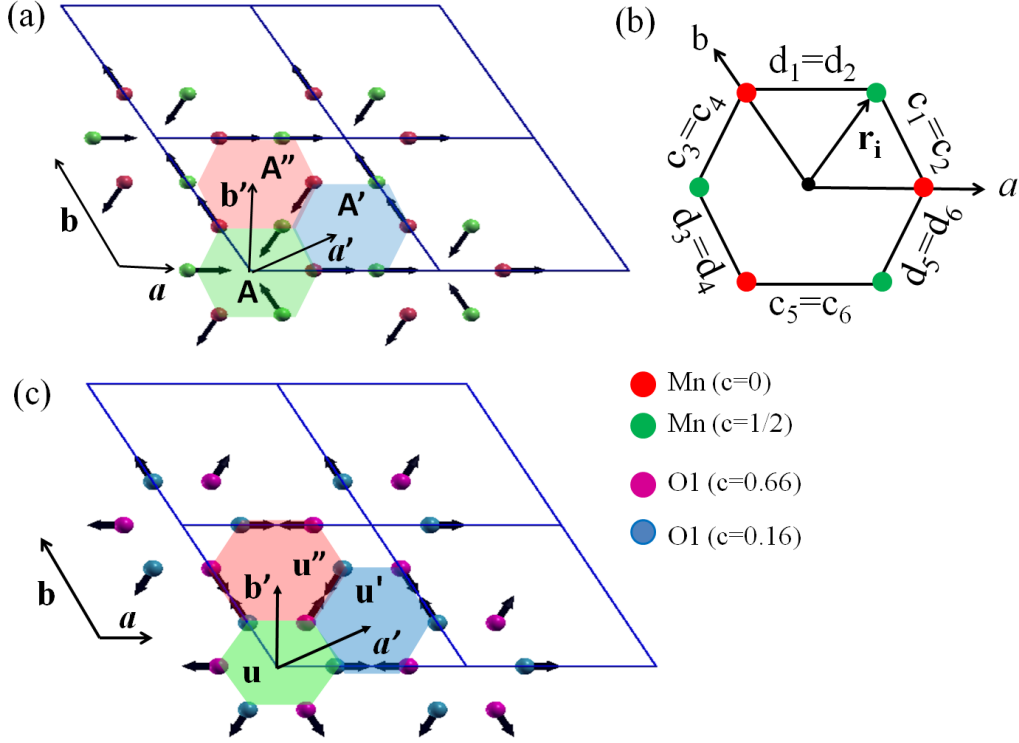 (a)
A"
b'
A'
a'
A
b
a
(b)
b
d₁=d₂
c₃=c₄
c₁=c₂
rᵢ
a
d₃=d₄
d₅=d₆
c₅=c₆
Mn (c=0)
Mn (c=1/2)
O1 (c=0.66)
O1 (c=0.16)
(c)
u"
b'
u'
a'
u
b
a